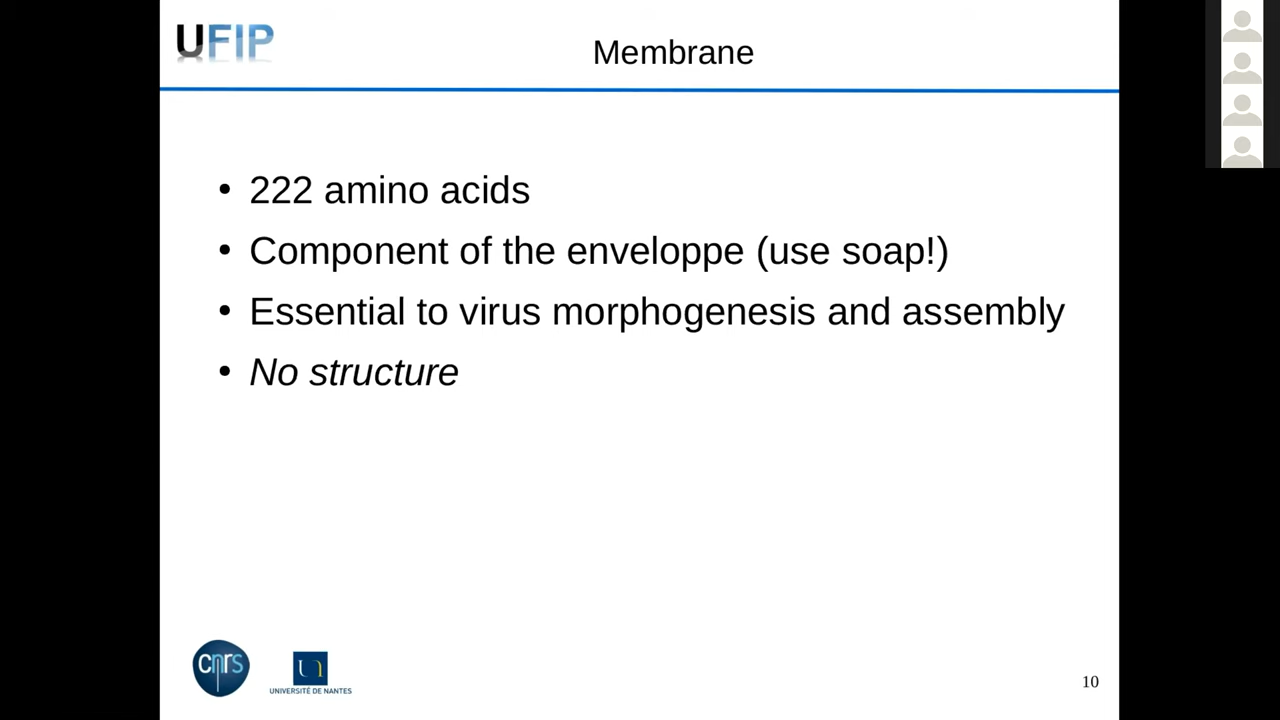 UFIP
Membrane
• 222 amino acids
• Component of the enveloppe (use soap!)
• Essential to virus morphogenesis and assembly
• No structure
cnrs
UNIVERSITÉ DE NANTES
10